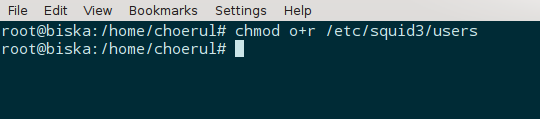 File Edit View Bookmarks Settings Help
root@biska:/home/choerul# chmod o+r /etc/squid3/users
root@biska:/home/choerul#